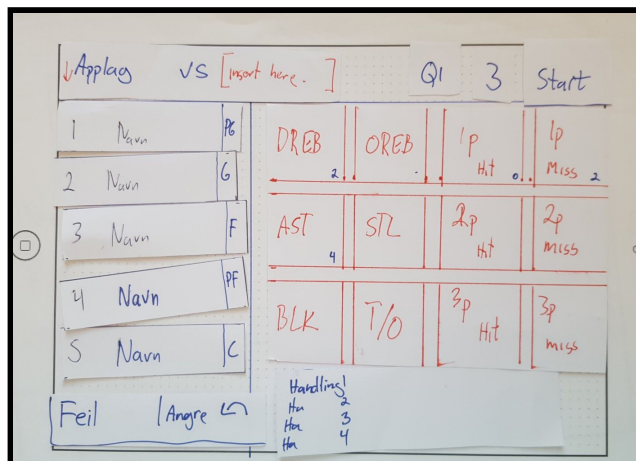 ↓Applag vs [insert here. ] Q1 3 Start
1 Navn PG
2 Navn G
3 Navn F
4 Navn PF
5 Navn C
Feil Angre
DREB 2 OREB 1p Hit 0 1p Miss 2
AST 4 STL 2p Hit 2p miss
BLK T/O 3p Hit 3p miss
Handling 1
Ha 2
Ha 3
Ha 4